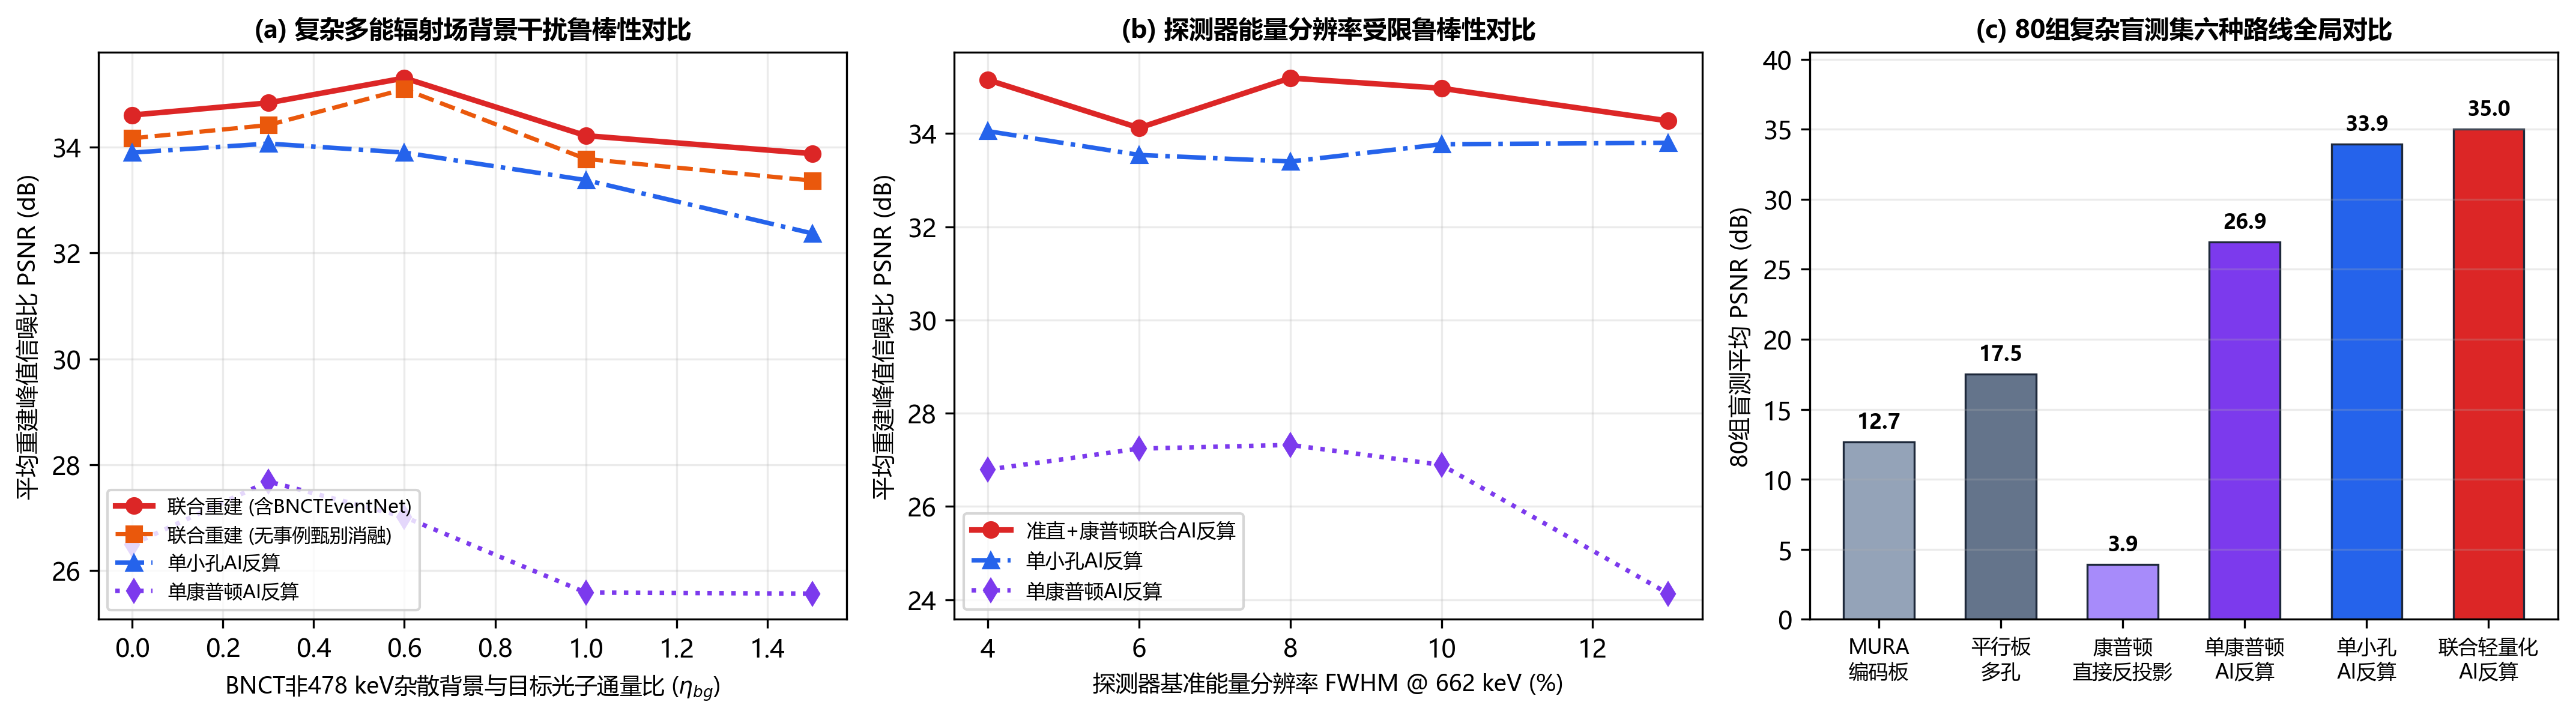 (a) 复杂多能辐射场背景干扰鲁棒性对比
平均重建峰值信噪比 PSNR (dB)
34
32
30
28
26
联合重建 (含BNCTEventNet)
联合重建 (无事例甄别消融)
单小孔AI反算
单康普顿AI反算
0.0 0.2 0.4 0.6 0.8 1.0 1.2 1.4
BNCT非478 keV杂散背景与目标光子通量比 (η_bg)
(b) 探测器能量分辨率受限鲁棒性对比
平均重建峰值信噪比 PSNR (dB)
34
32
30
28
26
24
准直+康普顿联合AI反算
单小孔AI反算
单康普顿AI反算
4 6 8 10 12
探测器基准能量分辨率 FWHM @ 662 keV (%)
(c) 80组复杂盲测集六种路线全局对比
80组盲测平均 PSNR (dB)
40
35
30
25
20
15
10
5
0
12.7
17.5
3.9
26.9
33.9
35.0
MURA
编码板
平行板
多孔
康普顿
直接反投影
单康普顿
AI反算
单小孔
AI反算
联合轻量化
AI反算